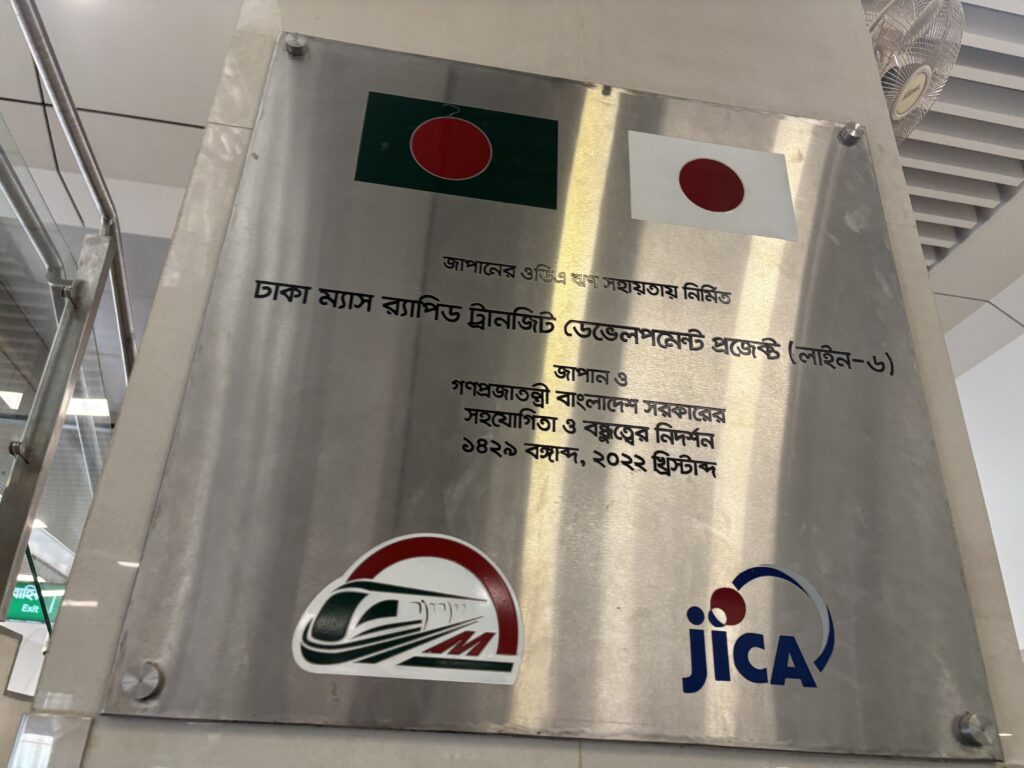 জাপানের ওডিএ ঋণ সহায়তায় নির্মিত
ঢাকা ম্যাস র‍্যাপিড ট্রানজিট ডেভেলপমেন্ট প্রজেক্ট (লাইন-৬)
জাপান ও
গণপ্রজাতন্ত্রী বাংলাদেশ সরকারের
সহযোগিতা ও বন্ধুত্বের নিদর্শন
১৪২৯ বঙ্গাব্দ, ২০২২ খ্রিস্টাব্দ
M
jicA
Exit